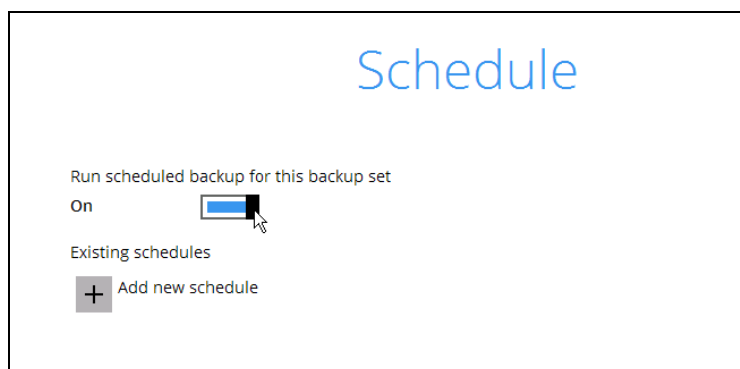 Schedule
Run scheduled backup for this backup set
On
Existing schedules
Add new schedule